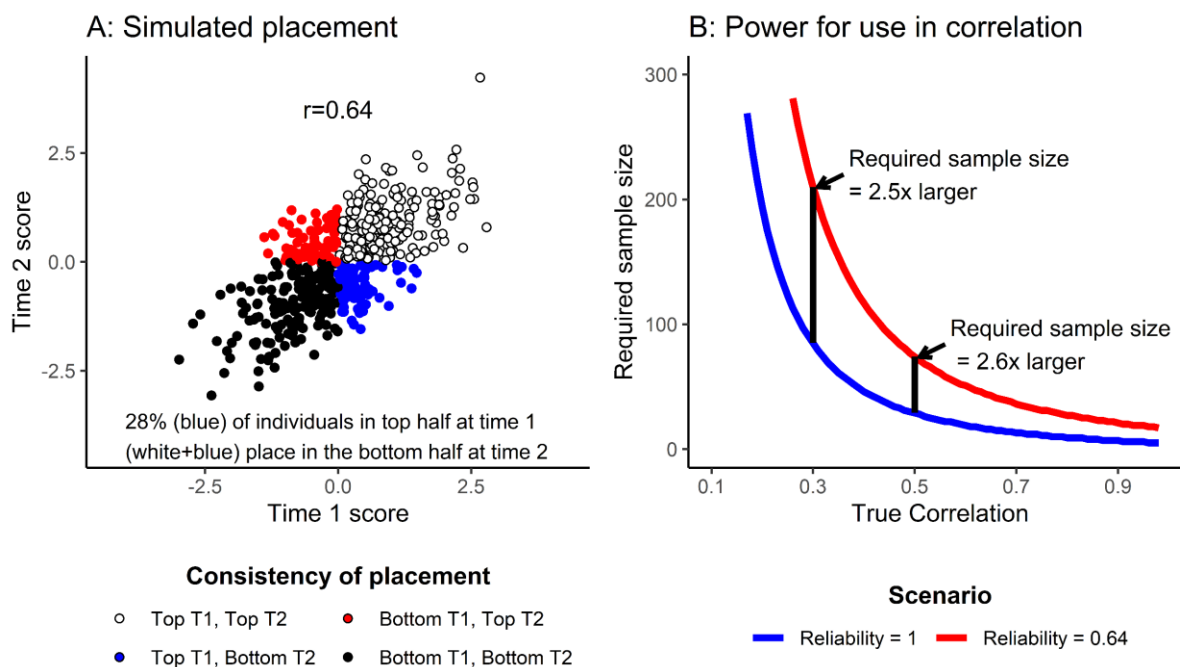 A: Simulated placement
r=0.64
2.5
0.0
-2.5
Time 2 score
28% (blue) of individuals in top half at time 1
(white+blue) place in the bottom half at time 2
-2.5
0.0
2.5
Time 1 score
Consistency of placement
Top T1, Top T2
Bottom T1, Top T2
Top T1, Bottom T2
Bottom T1, Bottom T2
B: Power for use in correlation
300
200
100
0
Required sample size
Required sample size
= 2.5x larger
Required sample size
= 2.6x larger
0.1
0.3
0.5
0.7
0.9
True Correlation
Scenario
Reliability = 1
Reliability = 0.64